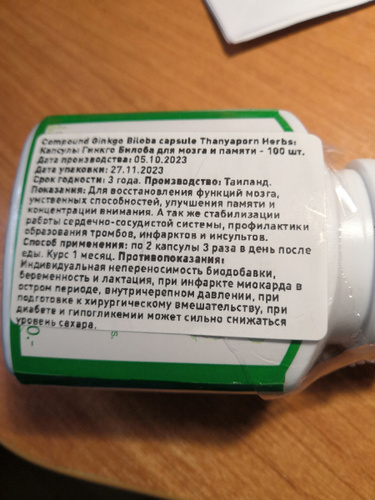 Compound Ginkgo Biloba capsule Thanyaporn Herbs:
Капсулы Гинкго Билоба для мозга и памяти - 100 шт.
Дата производства: 05.10.2023
Дата упаковки: 27.11.2023
Срок годности: 3 года. Производство: Таиланд.
Показания: Для восстановления функций мозга,
умственных способностей, улучшения памяти и
концентрации внимания. А так же стабилизации
работы сердечно-сосудистой системы, профилактики
образования тромбов, инфарктов и инсультов.
Способ применения: по 2 капсулы 3 раза в день после
еды. Курс 1 месяц. Противопоказания:
Индивидуальная непереносимость биодобавки,
беременность и лактация, при инфаркте миокарда в
остром периоде, внутричерепном давлении, при
подготовке к хирургическому вмешательству, при
диабете и гипогликемии может сильно снижаться
уровень сахара.